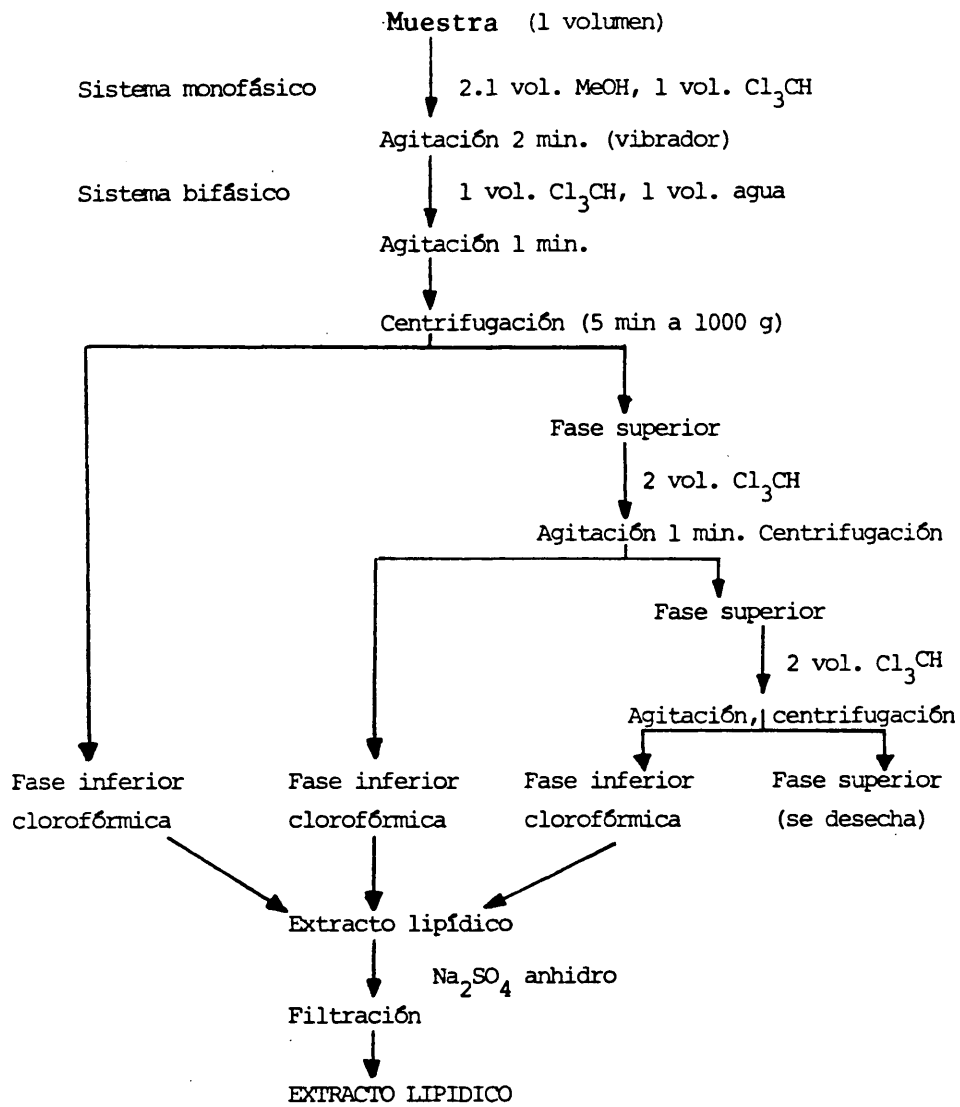 Muestra (1 volumen)
Sistema monofásico
2.1 vol. MeOH, 1 vol. Cl₃CH
Agitación 2 min. (vibrador)
Sistema bifásico
1 vol. Cl₃CH, 1 vol. agua
Agitación 1 min.
Centrifugación (5 min a 1000 g)
Fase superior
2 vol. Cl₃CH
Agitación 1 min. Centrifugación
Fase superior
2 vol. Cl₃CH
Agitación, centrifugación
Fase inferior
clorofórmica
Fase inferior
clorofórmica
Fase inferior
clorofórmica
Fase superior
(se desecha)
Extracto lipídico
Na₂SO₄ anhidro
Filtración
EXTRACTO LIPIDICO